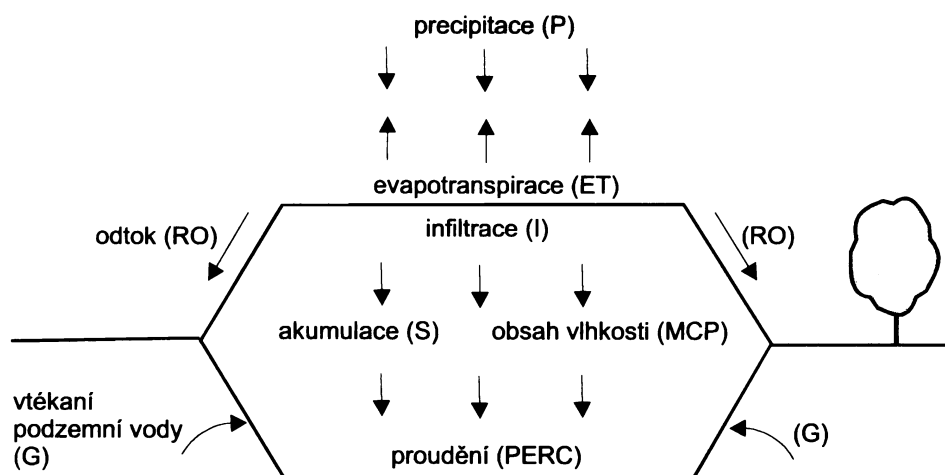 precipitace (P)
evapotranspirace (ET)
infiltrace (I)
odtok (RO)
(RO)
akumulace (S)
obsah vlhkosti (MCP)
vtékaní
podzemní vody
(G)
(G)
proudění (PERC)